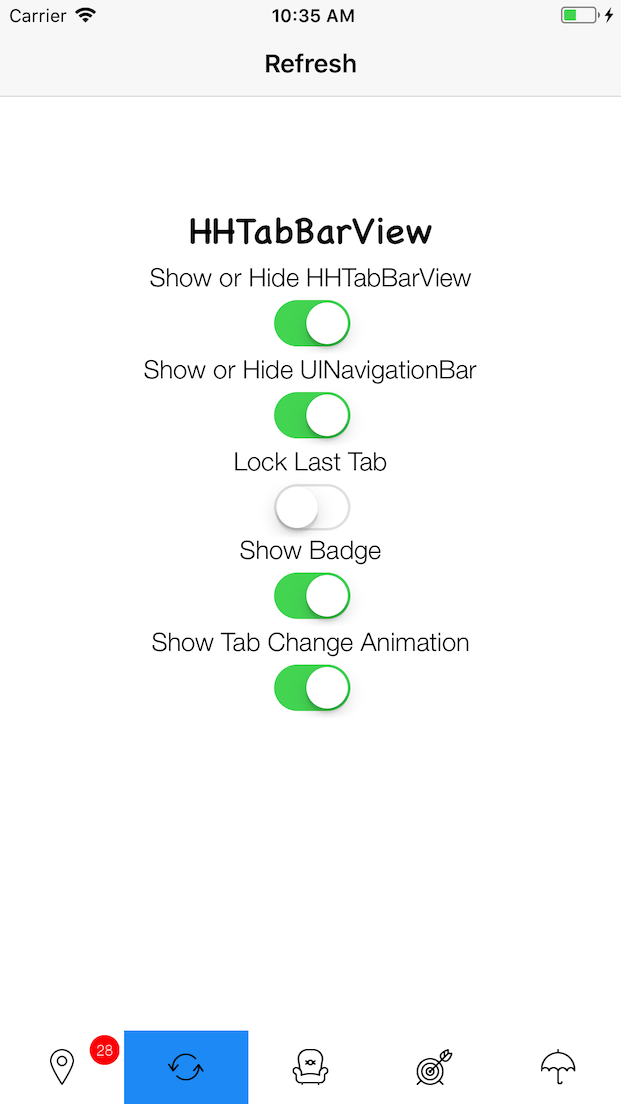 Carrier 10:35 AM
Refresh
HHTabBarView
Show or Hide HHTabBarView
Show or Hide UINavigationBar
Lock Last Tab
Show Badge
Show Tab Change Animation
28